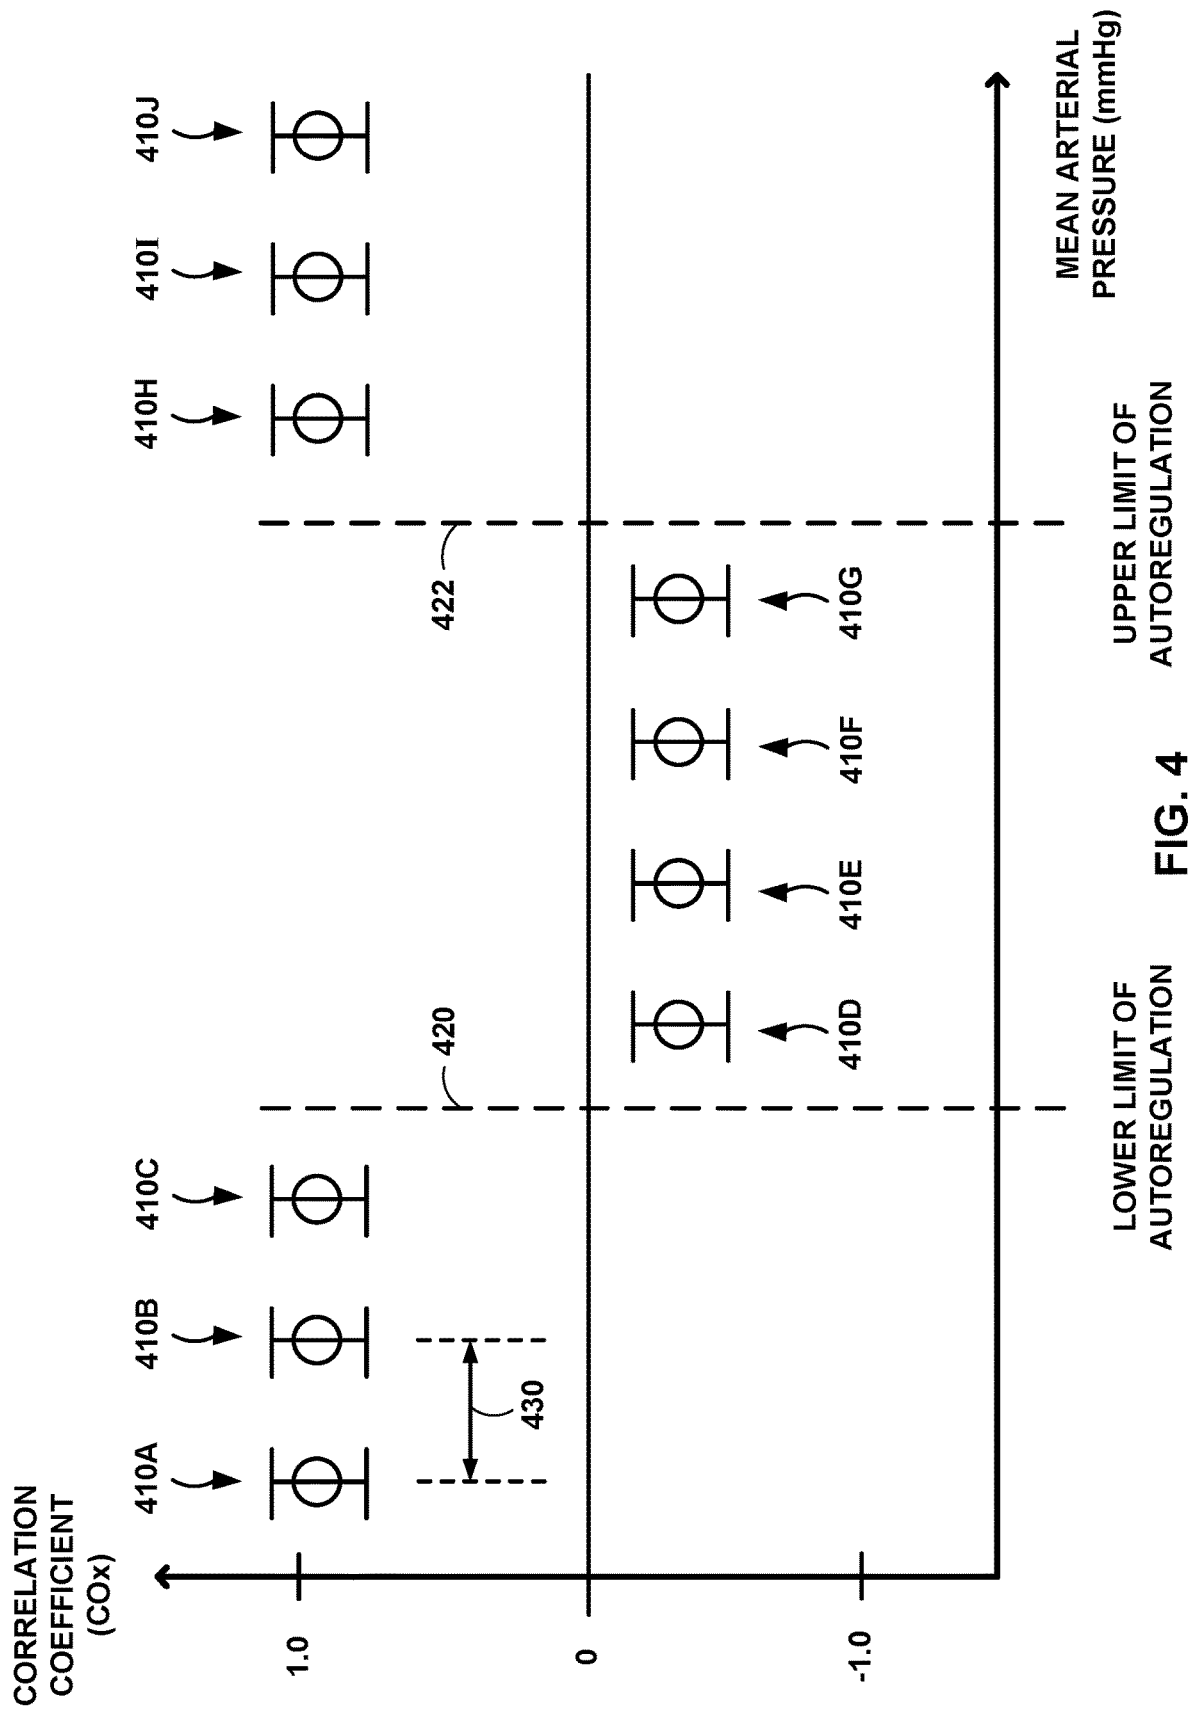 CORRELATION
COEFFICIENT
(COx)
1.0
0
-1.0
410A
410B
410C
410H
410I
410J
430
420
422
410D
410E
410F
410G
MEAN ARTERIAL
PRESSURE (mmHg)
LOWER LIMIT OF
AUTOREGULATION
UPPER LIMIT OF
AUTOREGULATION
FIG. 4